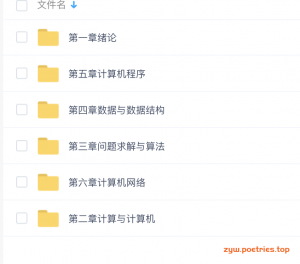 文件名
第一章绪论
第五章计算机程序
第四章数据与数据结构
第三章问题求解与算法
第六章计算机网络
第二章计算与计算机
zyw.poetries.top